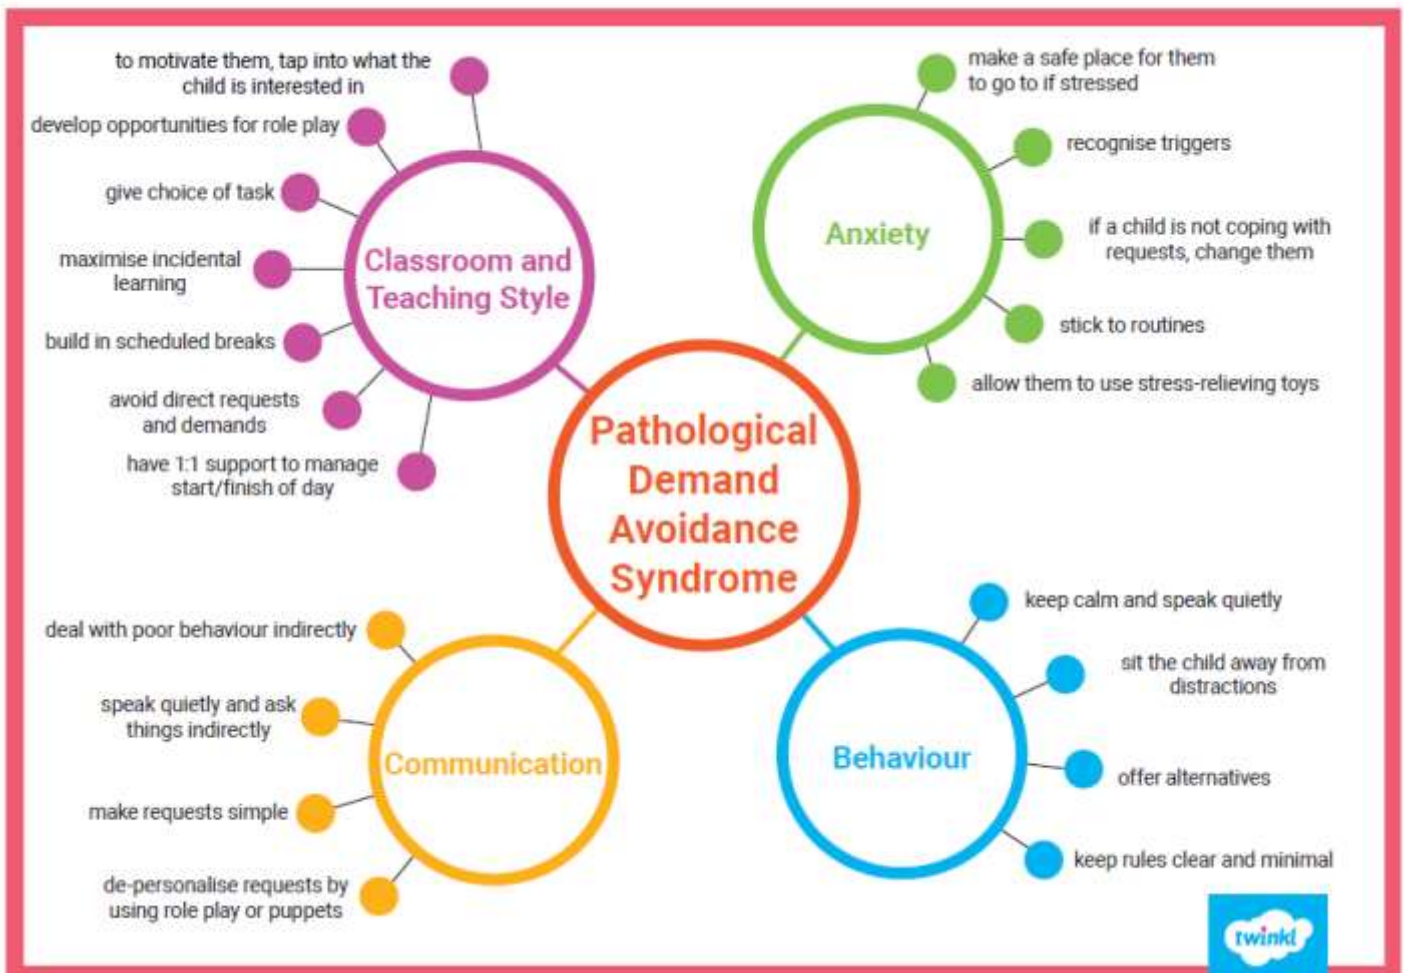 to motivate them, tap into what the
child is interested in
develop opportunities for role play
give choice of task
maximise incidental
learning
build in scheduled breaks
avoid direct requests
and demands
have 1:1 support to manage
start/finish of day
Classroom and
Teaching Style
make a safe place for them
to go to if stressed
recognise triggers
if a child is not coping with
requests, change them
stick to routines
allow them to use stress-relieving toys
Anxiety
Pathological
Demand
Avoidance
Syndrome
deal with poor behaviour indirectly
speak quietly and ask
things indirectly
make requests simple
de-personalise requests by
using role play or puppets
Communication
keep calm and speak quietly
sit the child away from
distractions
offer alternatives
keep rules clear and minimal
Behaviour
twinkl